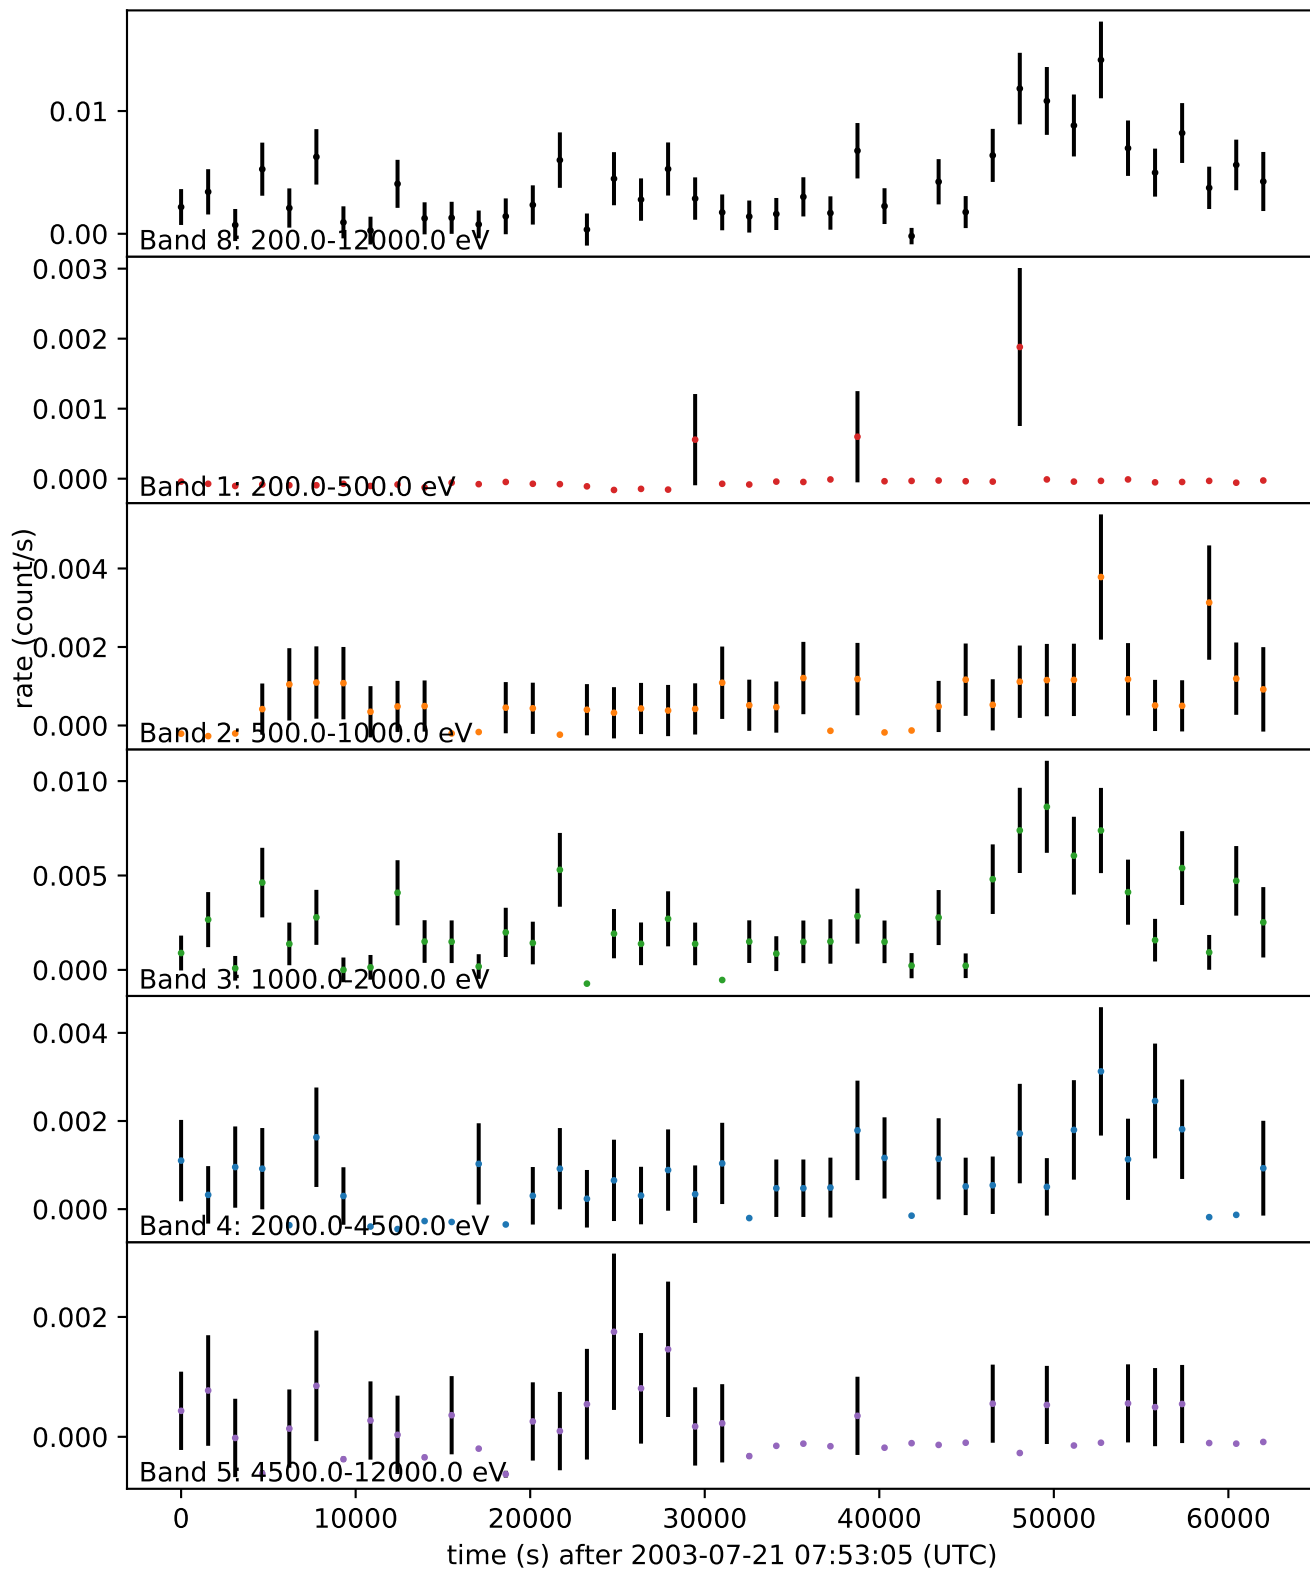 0.01
0.00
Band 8: 200.0-12000.0 eV
0.003
0.002
0.001
0.000
Band 1: 200.0-500.0 eV
rate (count/s)
0.004
0.002
0.000
Band 2: 500.0-1000.0 eV
0.010
0.005
0.000
Band 3: 1000.0-2000.0 eV
0.004
0.002
0.000
Band 4: 2000.0-4500.0 eV
0.002
0.000
Band 5: 4500.0-12000.0 eV
0 10000 20000 30000 40000 50000 60000
time (s) after 2003-07-21 07:53:05 (UTC)